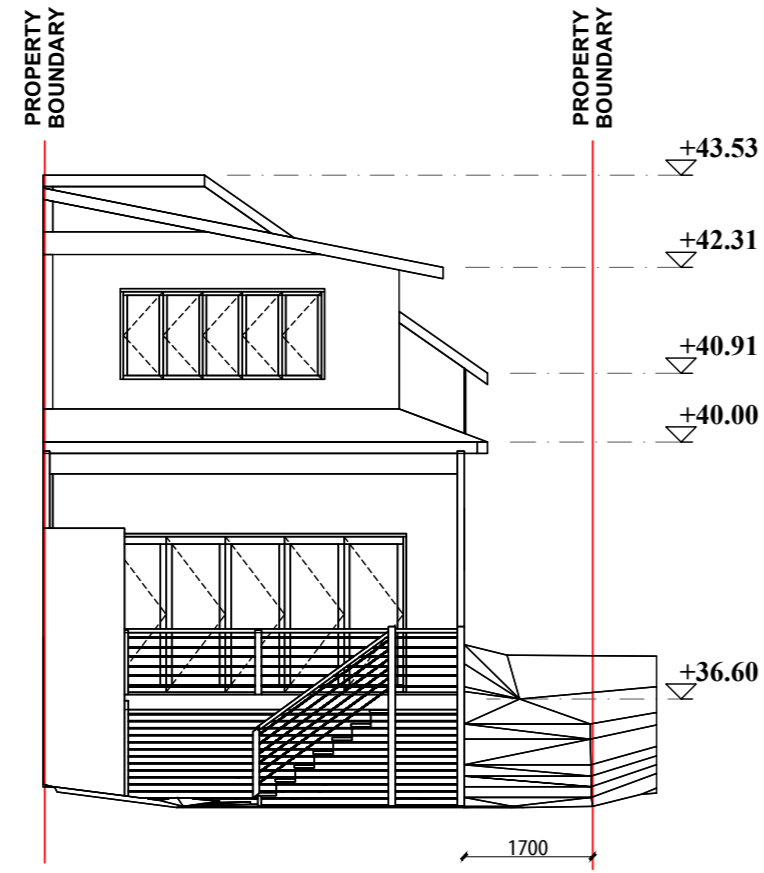 PROPERTY
BOUNDARY
PROPERTY
BOUNDARY
+43.53
+42.31
+40.91
+40.00
+36.60
1700